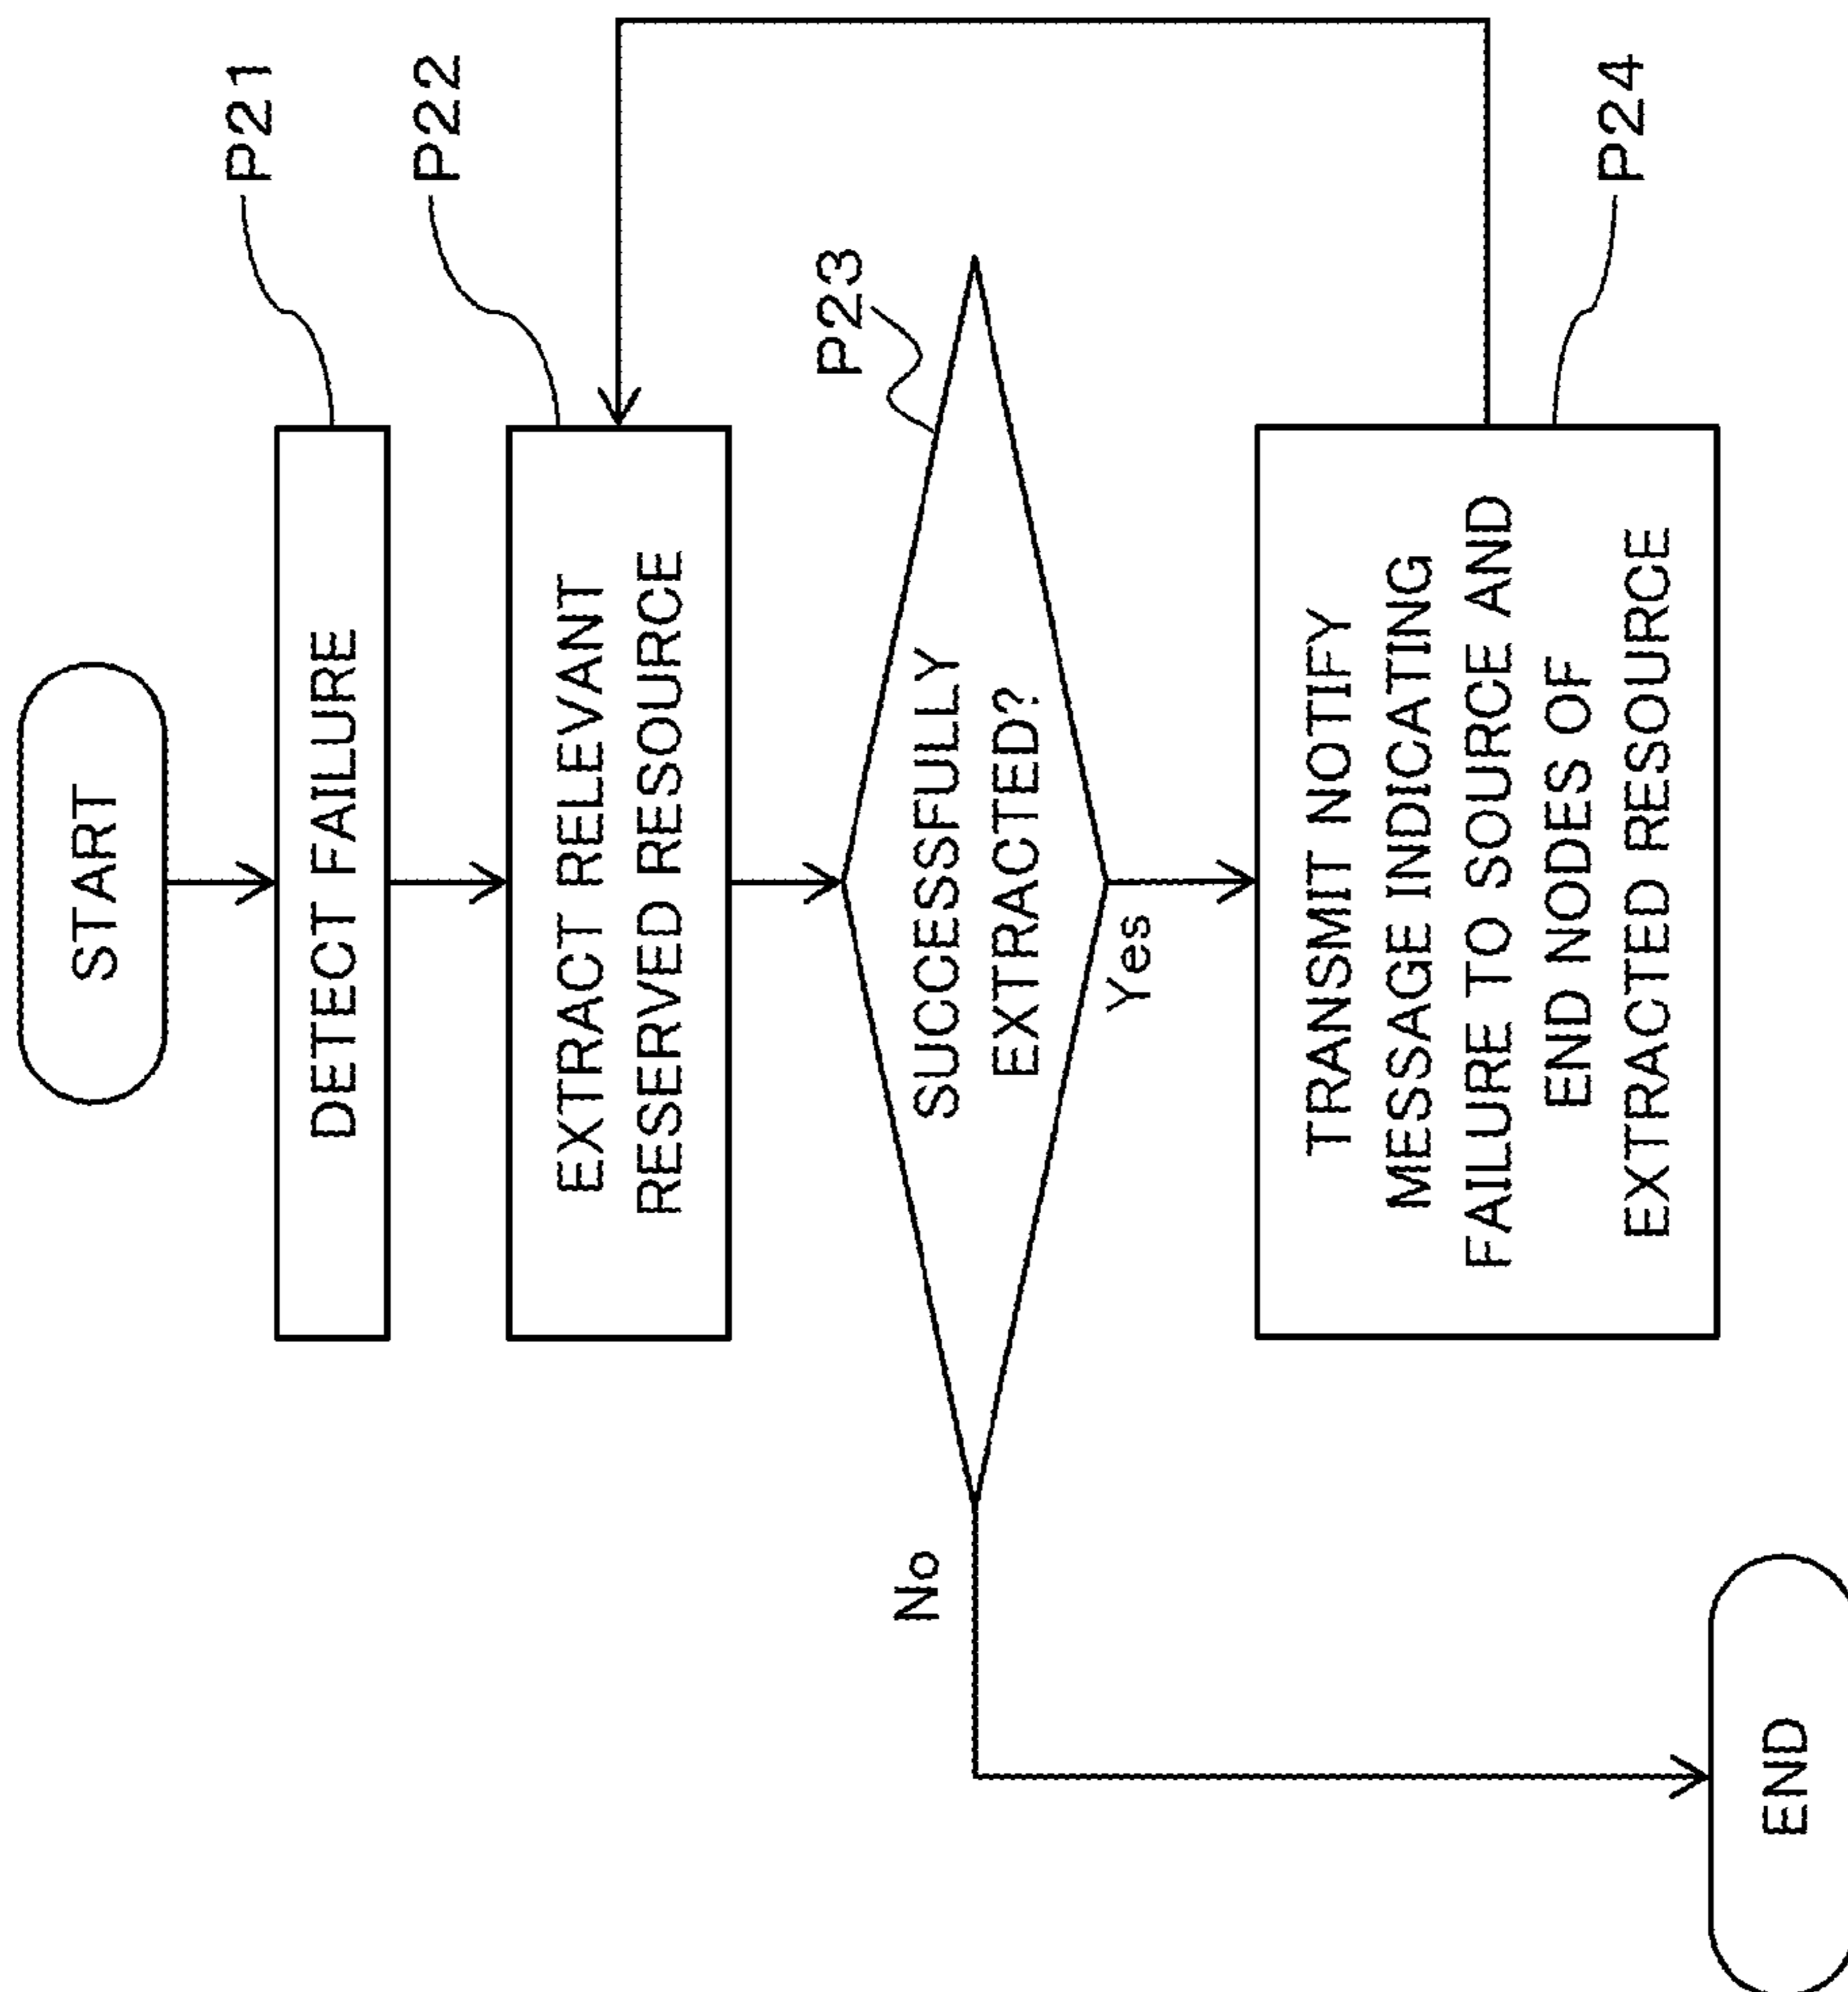 START
P21
DETECT FAILURE
P22
EXTRACT RELEVANT
RESERVED RESOURCE
P23
SUCCESSFULLY
EXTRACTED?
No
Yes
P24
TRANSMIT NOTIFY
MESSAGE INDICATING
FAILURE TO SOURCE AND
END NODES OF
EXTRACTED RESOURCE
END